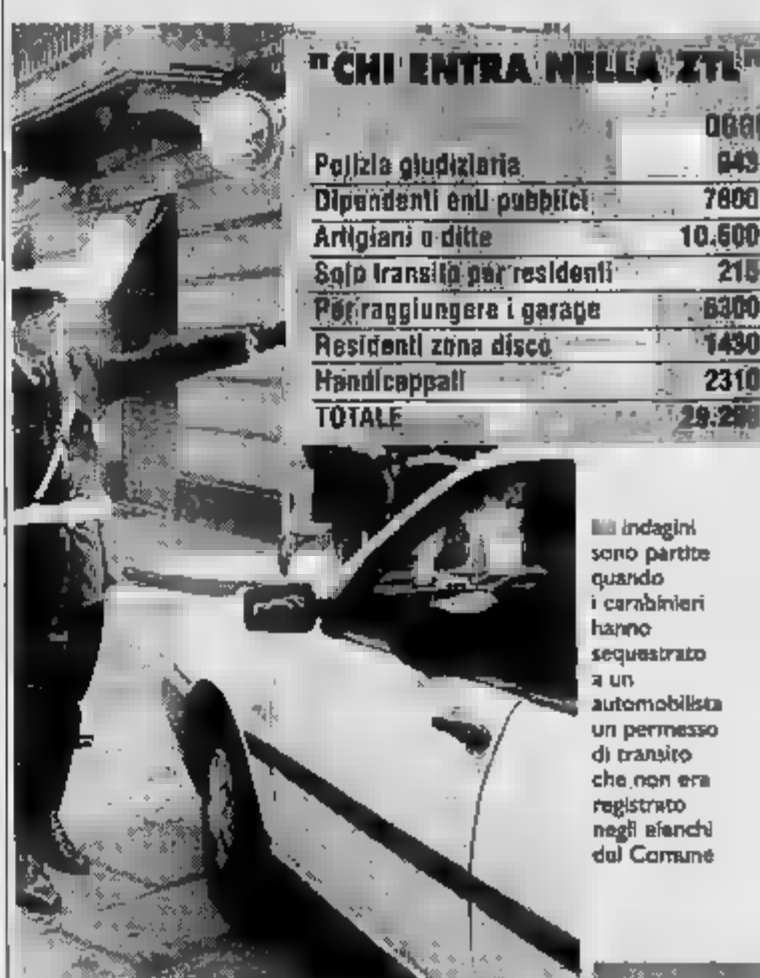 "CHI ENTRA NELLA ZTL"
Polizia giudiziaria 943
Dipendenti enti pubblici 7800
Artigiani o ditte 10.600
Solo transito per residenti 215
Per raggiungere i garage 6300
Residenti zona disco 1430
Handicappati 2310
TOTALE
indagini
sono partite
quando
i carabinieri
hanno
sequestrato
a un
automobilista
un permesso
di transito
che non era
registrato
negli elenchi
del Comune